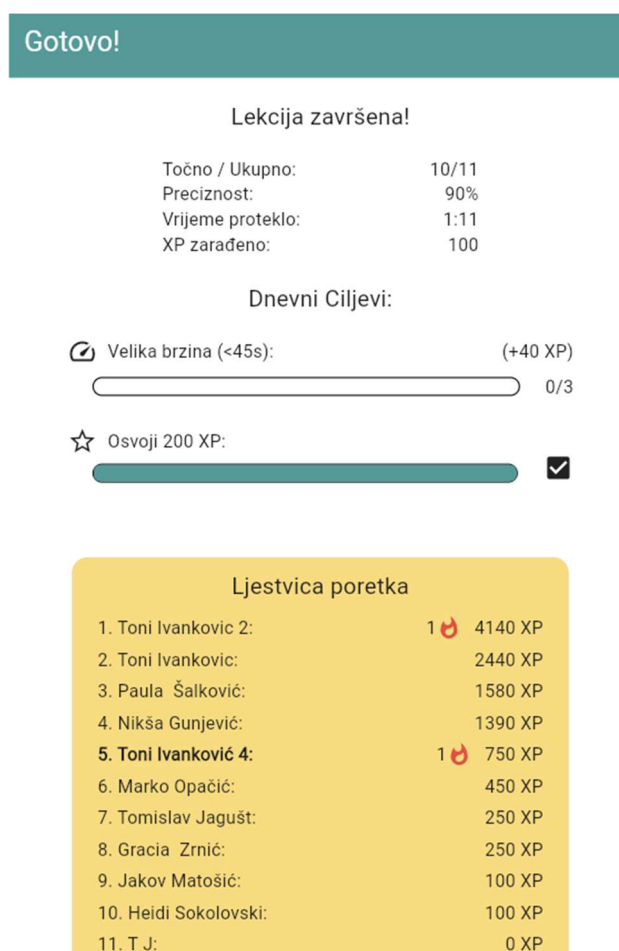 Gotovo!
Lekcija završena!
Točno / Ukupno: 10/11
Preciznost: 90%
Vrijeme proteklo: 1:11
XP zarađeno: 100
Dnevni Ciljevi:
Velika brzina (<45s): (+40 XP)
0/3
Osvoji 200 XP:
Ljestvica poretka
1. Toni Ivankovic 2: 1 4140 XP
2. Toni Ivankovic: 2440 XP
3. Paula  Šalković: 1580 XP
4. Nikša Gunjević: 1390 XP
5. Toni Ivanković 4: 1 750 XP
6. Marko Opačić: 450 XP
7. Tomislav Jagušt: 250 XP
8. Gracia  Zrnić: 250 XP
9. Jakov Matošić: 100 XP
10. Heidi Sokolovski: 100 XP
11. T J: 0 XP